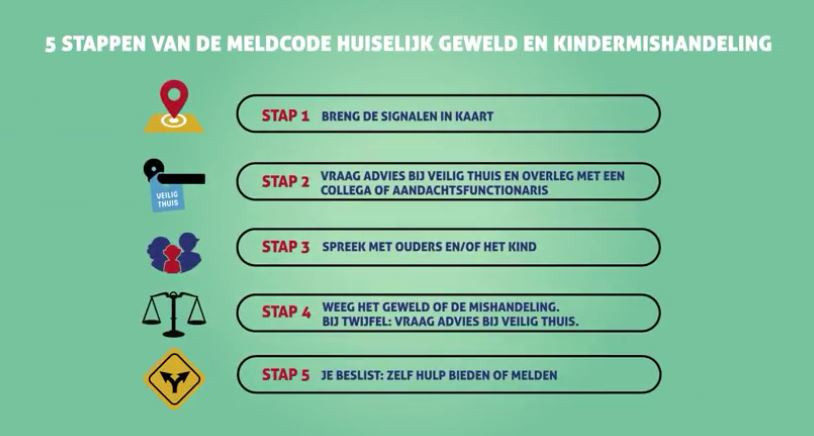 5 STAPPEN VAN DE MELDCODE HUISELIJK GEWELD EN KINDERMISHANDELING
STAP 1 BRENG DE SIGNALEN IN KAART
VEILIG
THUIS
STAP 2 VRAAG ADVIES BIJ VEILIG THUIS EN OVERLEG MET EEN
COLLEGA OF AANDACHTSFUNCTIONARIS
STAP 3 SPREEK MET OUDERS EN/OF HET KIND
STAP 4 WEEG HET GEWELD OF DE MISHANDELING.
BIJ TWIJFEL: VRAAG ADVIES BIJ VEILIG THUIS.
STAP 5 JE BESLIST: ZELF HULP BIEDEN OF MELDEN